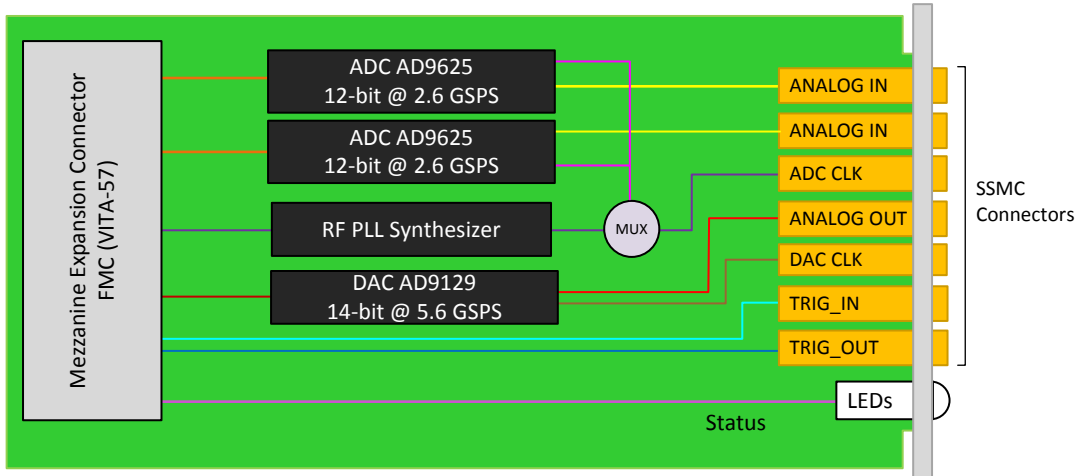 Mezzanine Expansion Connector
FMC (VITA-57)
ADC AD9625
12-bit @ 2.6 GSPS
ADC AD9625
12-bit @ 2.6 GSPS
RF PLL Synthesizer
DAC AD9129
14-bit @ 5.6 GSPS
MUX
ANALOG IN
ANALOG IN
ADC CLK
ANALOG OUT
DAC CLK
TRIG_IN
TRIG_OUT
LEDs
Status
SSMC
Connectors